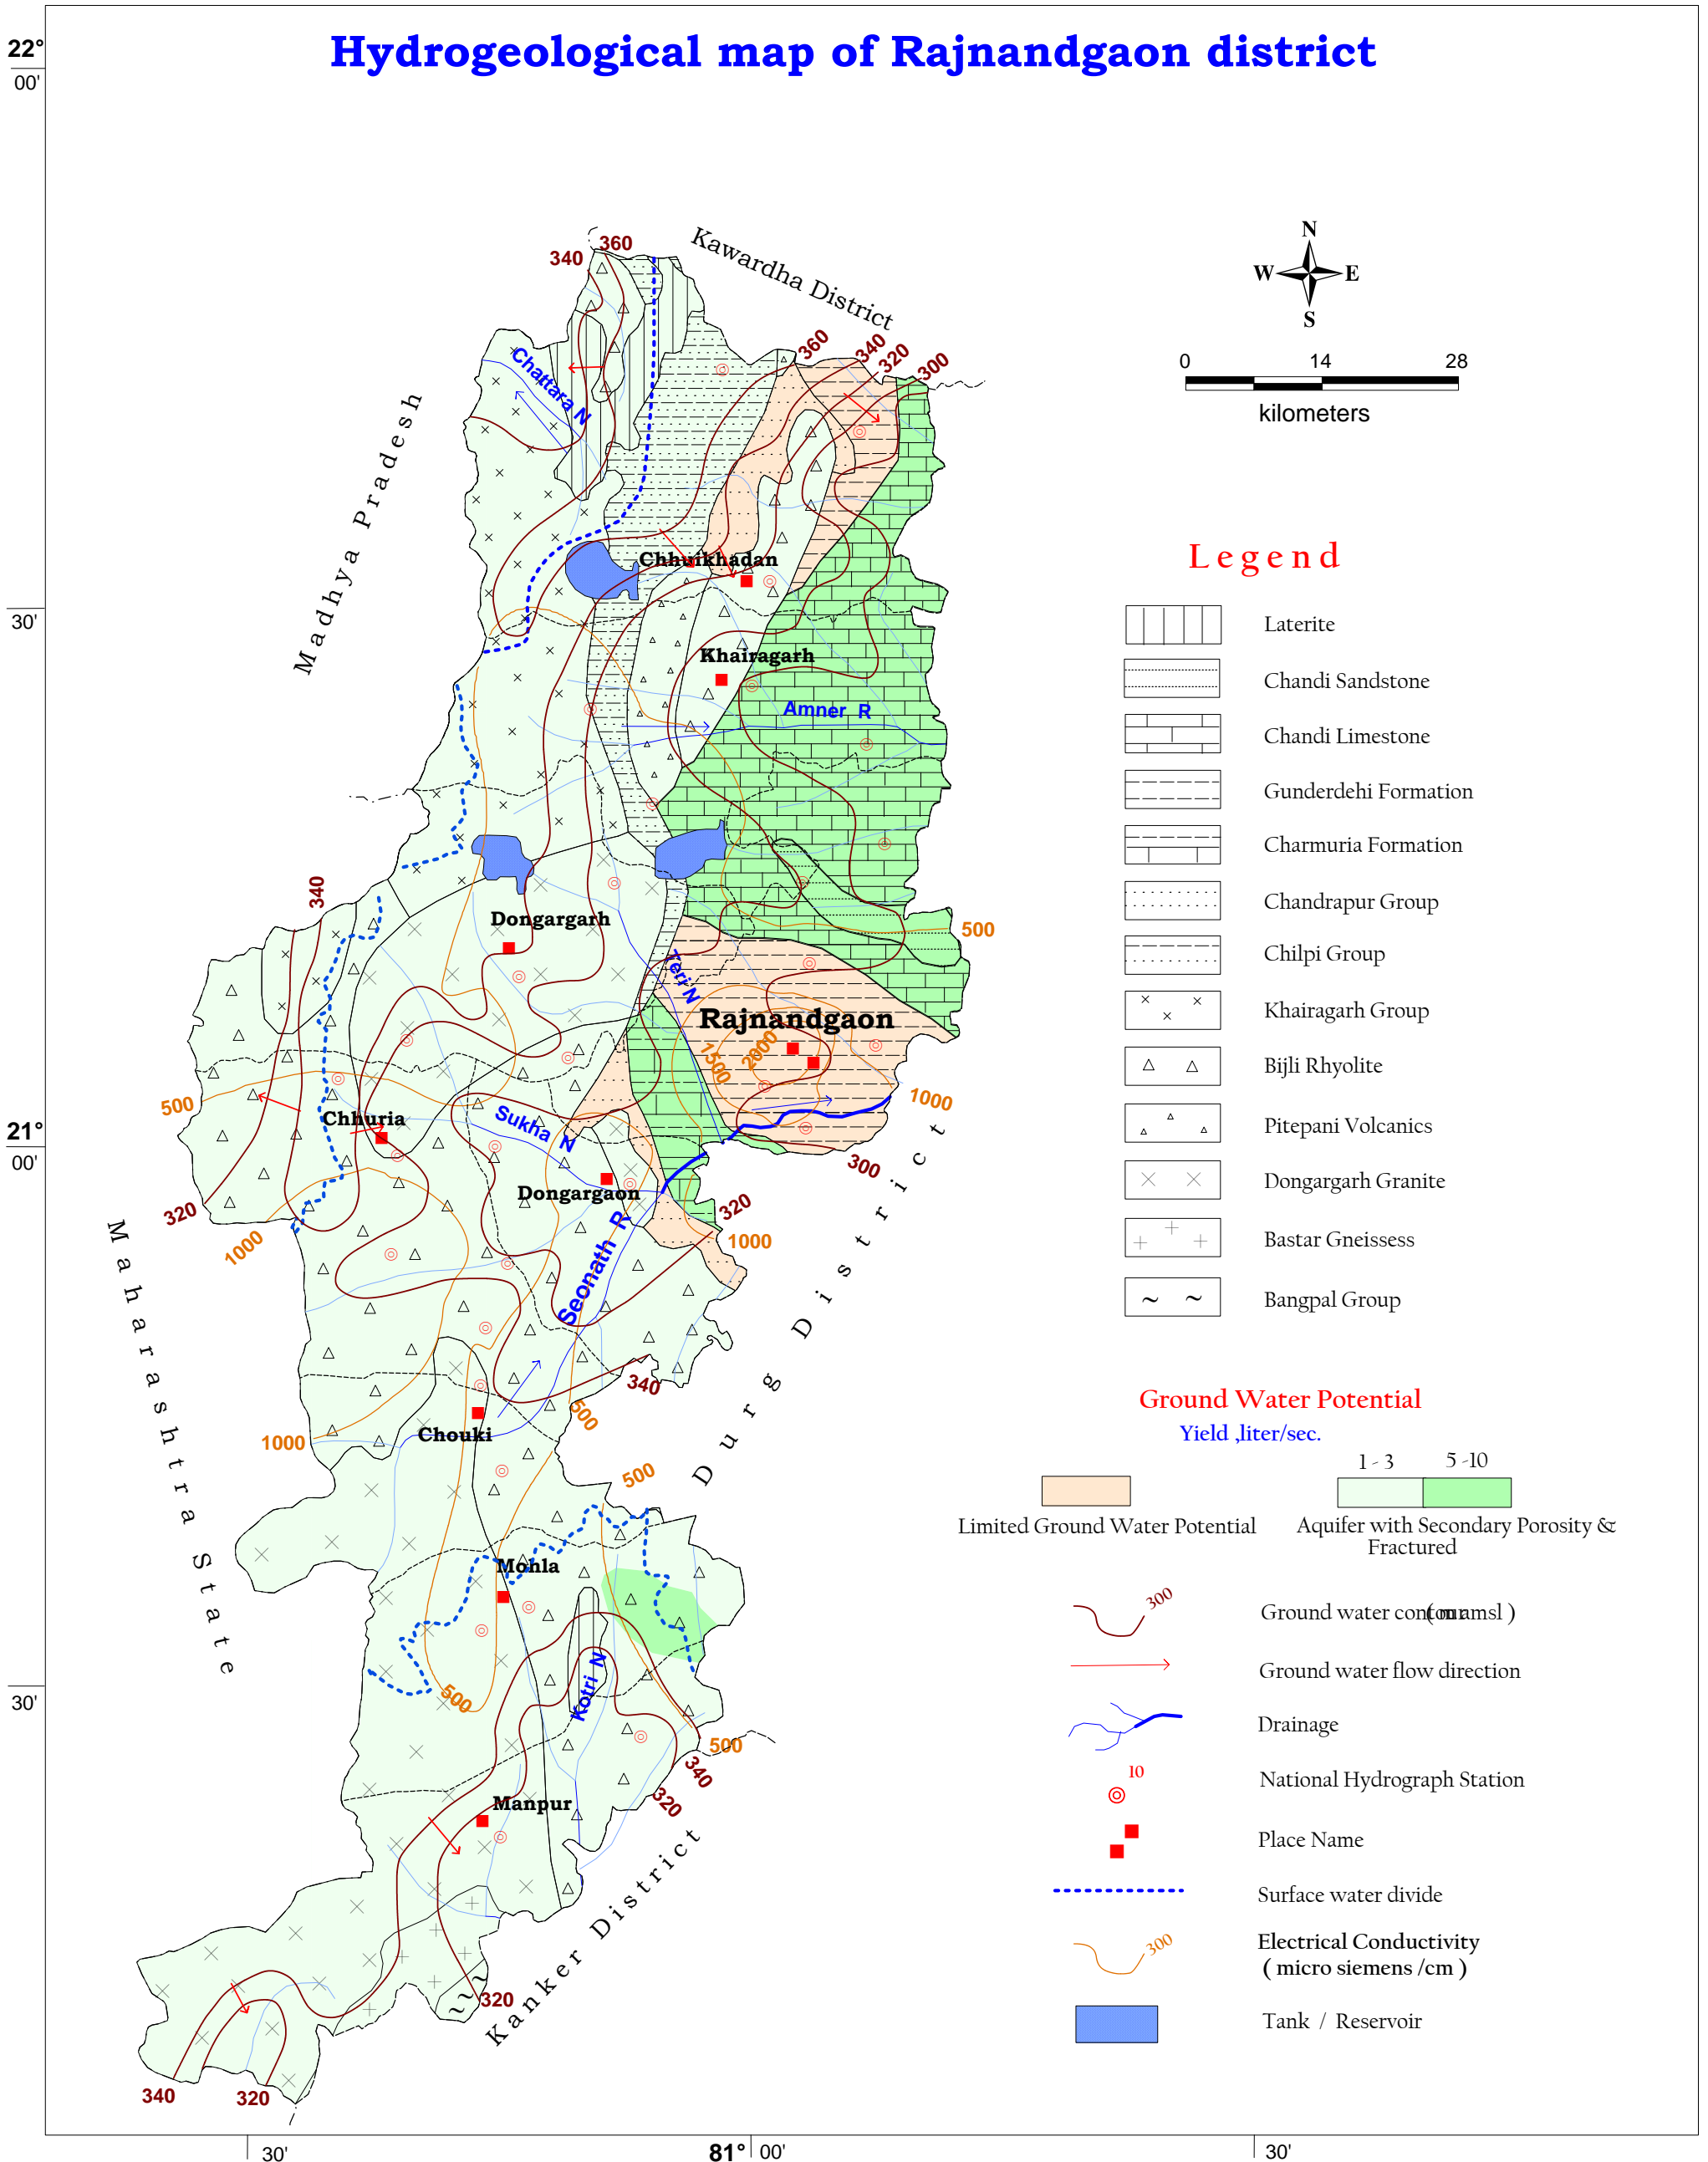 Hydrogeological map of Rajnandgaon district
22°
00'
30'
21°
00'
30'
30'
81°
00'
30'
N
W
E
S
0
14
28
kilometers
Kawardha District
Madhya Pradesh
Maharashtra State
Durg District
Kanker District
340
360
360
340
320
300
Chattara N
Chhuikhadan
Khairagarh
Amner R
340
Dongargarh
500
Teri N
Rajnandgaon
1500
2000
1000
500
Chhuria
Sukha N
300
Dongargaon
320
320
1000
1000
Seonath R
340
500
1000
Chouki
500
Mohla
Kotri N
500
500
340
320
Manpur
320
340
320
Legend
Laterite
Chandi Sandstone
Chandi Limestone
Gunderdehi Formation
Charmuria Formation
Chandrapur Group
Chilpi Group
Khairagarh Group
Bijli Rhyolite
Pitepani Volcanics
Dongargarh Granite
Bastar Gneissess
Bangpal Group
Ground Water Potential
Yield ,liter/sec.
1 - 3
5 -10
Limited Ground Water Potential
Aquifer with Secondary Porosity &
Fractured
300
Ground water contour ( m amsl )
Ground water flow direction
Drainage
10
National Hydrograph Station
Place Name
Surface water divide
300
Electrical Conductivity
( micro siemens /cm )
Tank / Reservoir